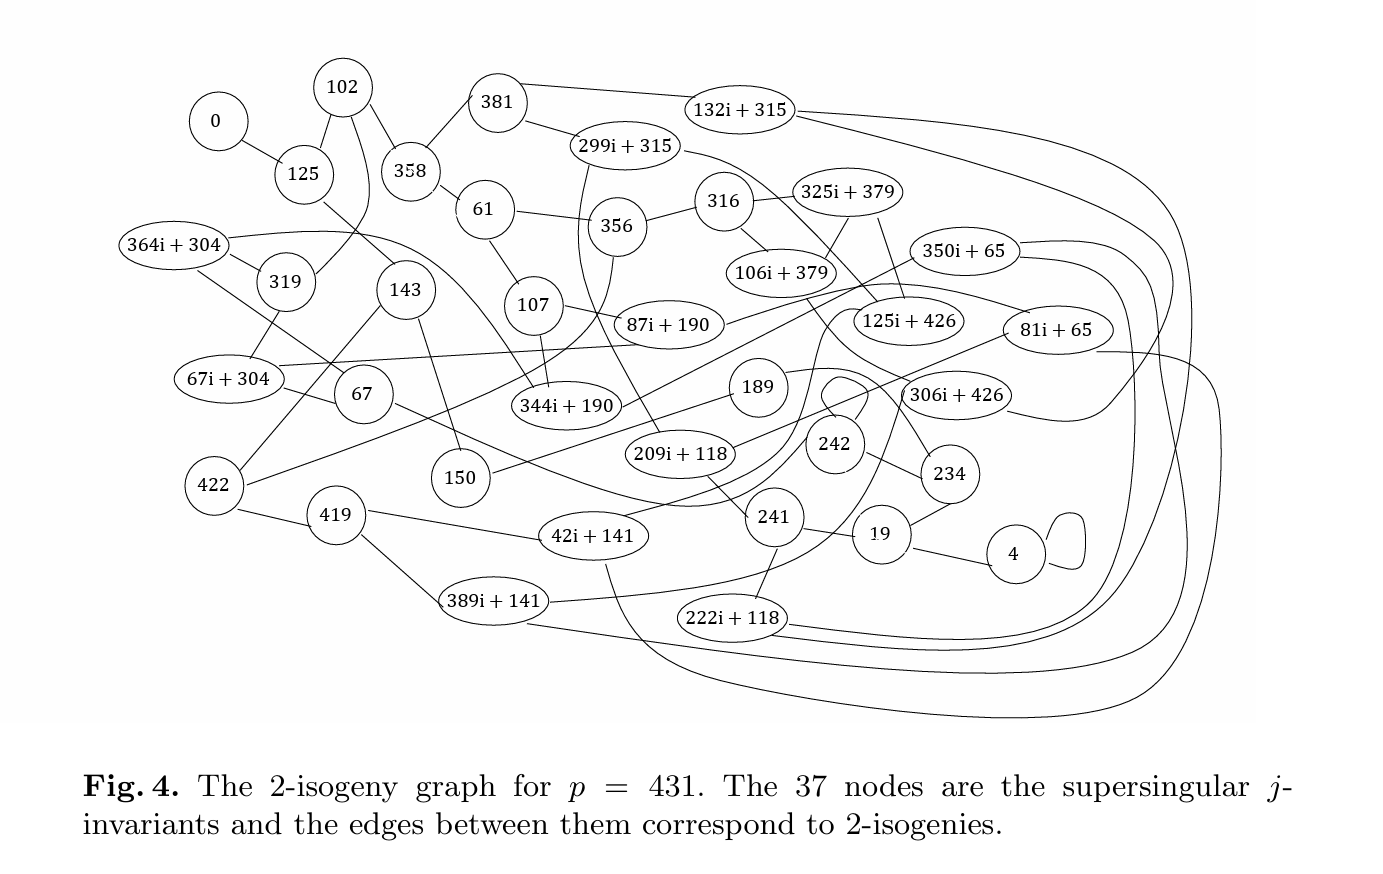 102
381
132i + 315
0
299i + 315
125
358
316
325i + 379
61
356
364i + 304
350i + 65
319
143
106i + 379
107
87i + 190
125i + 426
81i + 65
67i + 304
67
344i + 190
189
306i + 426
422
150
209i + 118
242
234
419
42i + 141
241
19
4
389i + 141
222i + 118
Fig. 4. The 2-isogeny graph for p = 431. The 37 nodes are the supersingular j-
invariants and the edges between them correspond to 2-isogenies.